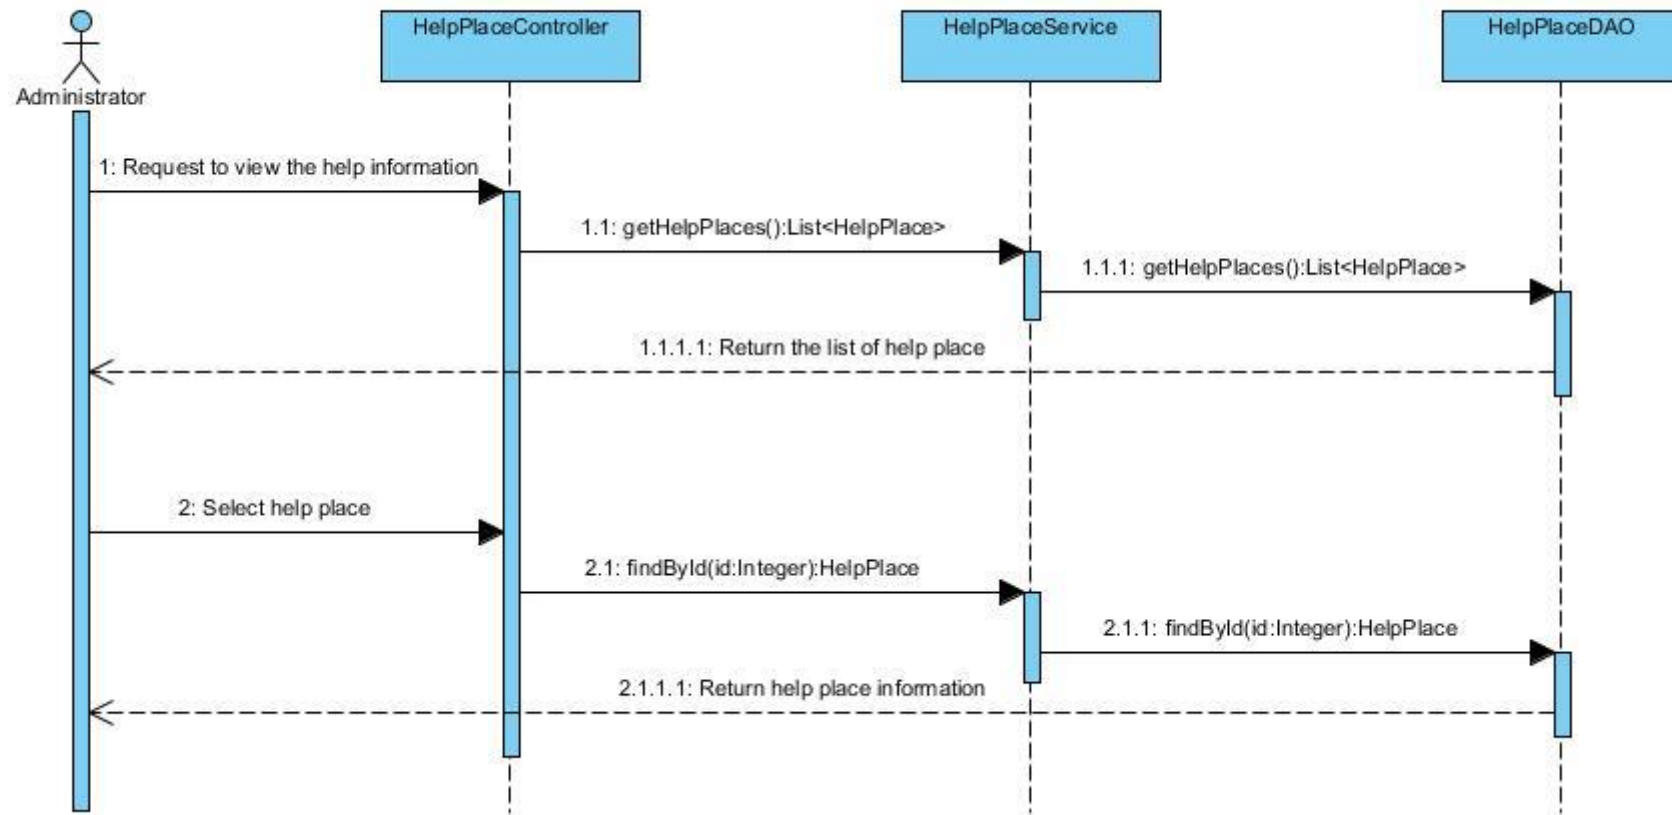 HelpPlaceController
HelpPlaceService
HelpPlaceDAO
Administrator
1: Request to view the help information
1.1: getHelpPlaces():List<HelpPlace>
1.1.1: getHelpPlaces():List<HelpPlace>
1.1.1.1: Return the list of help place
2: Select help place
2.1: findById(id:Integer):HelpPlace
2.1.1: findById(id:Integer):HelpPlace
2.1.1.1: Return help place information